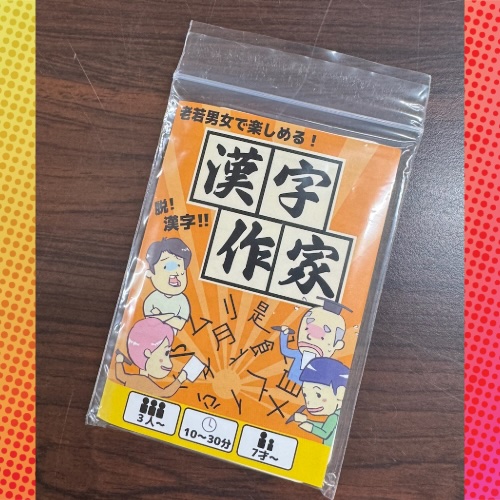 老若男女で楽しめる!
漢字
作家
脱!
漢字!!
3人〜
10〜30分
7才〜